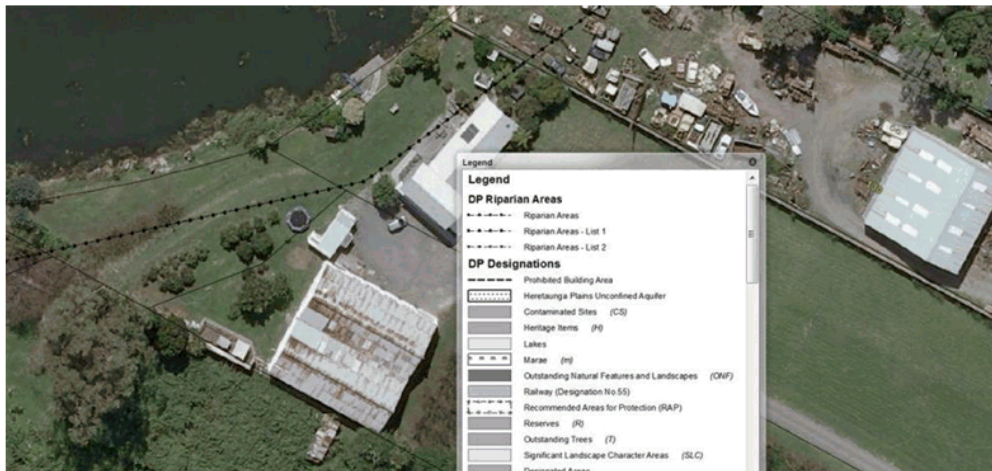 Legend
Legend
DP Riparian Areas
Riparian Areas
Riparian Areas - List 1
Riparian Areas - List 2
DP Designations
Prohibited Building Area
Heretaunga Plains Unconfined Aquifer
Contaminated Sites (CS)
Heritage Items (H)
Lakes
Marae (m)
Outstanding Natural Features and Landscapes (ONF)
Railway (Designation No.55)
Recommended Areas for Protection (RAP)
Reserves (R)
Outstanding Trees (T)
Significant Landscape Character Areas (SLC)
Designated Areas